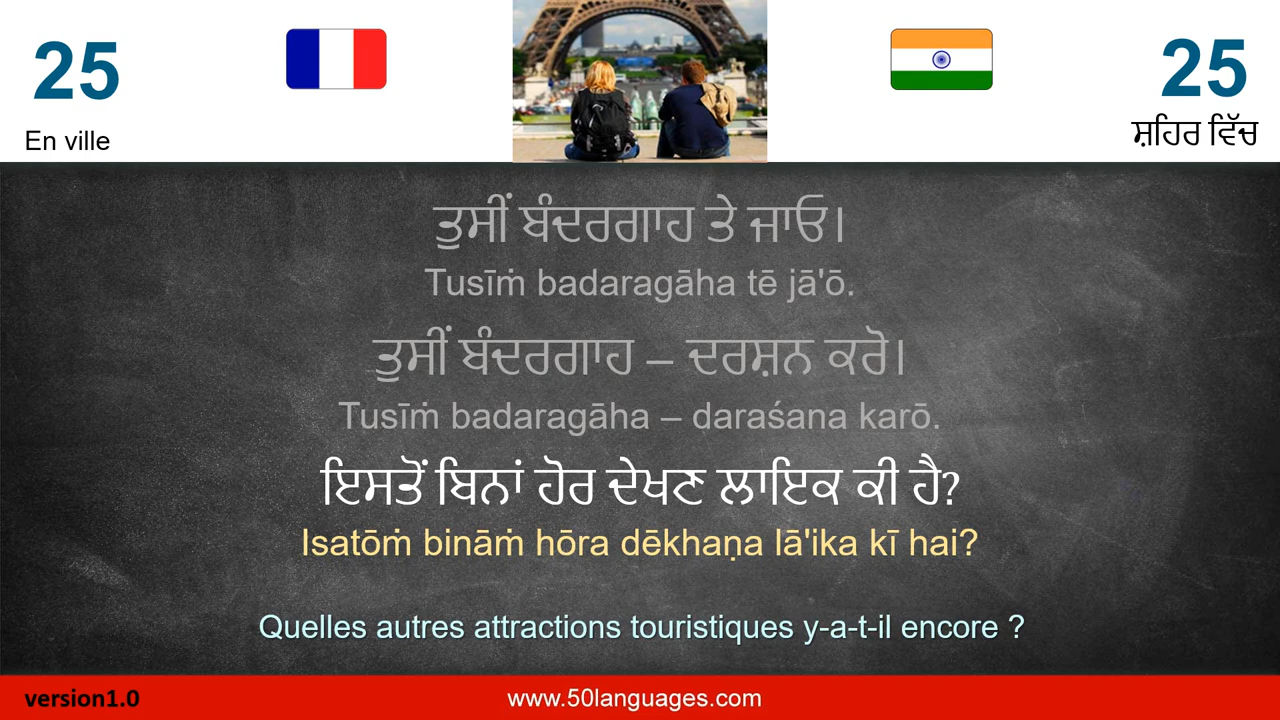 25
En ville
25
ਸ਼ਹਿਰ ਵਿੱਚ
ਤੁਸੀਂ ਬੰਦਰਗਾਹ ਤੇ ਜਾਓ।
Tusīṁ badaragāha tē jā'ō.
ਤੁਸੀਂ ਬੰਦਰਗਾਹ – ਦਰਸ਼ਨ ਕਰੋ।
Tusīṁ badaragāha – daraśana karō.
ਇਸਤੋਂ ਬਿਨਾਂ ਹੋਰ ਦੇਖਣ ਲਾਇਕ ਕੀ ਹੈ?
Isatōṁ bināṁ hōra dēkhaṇa lā'ika kī hai?
Quelles autres attractions touristiques y-a-t-il encore ?
version1.0
www.50languages.com